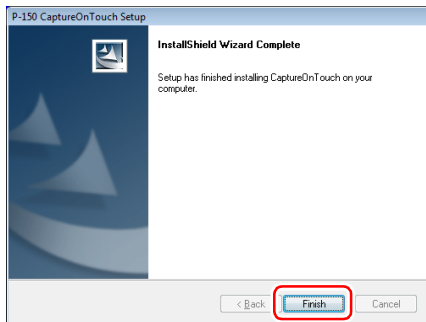 P-150 CaptureOnTouch Setup
InstallShield Wizard Complete
Setup has finished installing CaptureOnTouch on your
computer.
< Back
Finish
Cancel